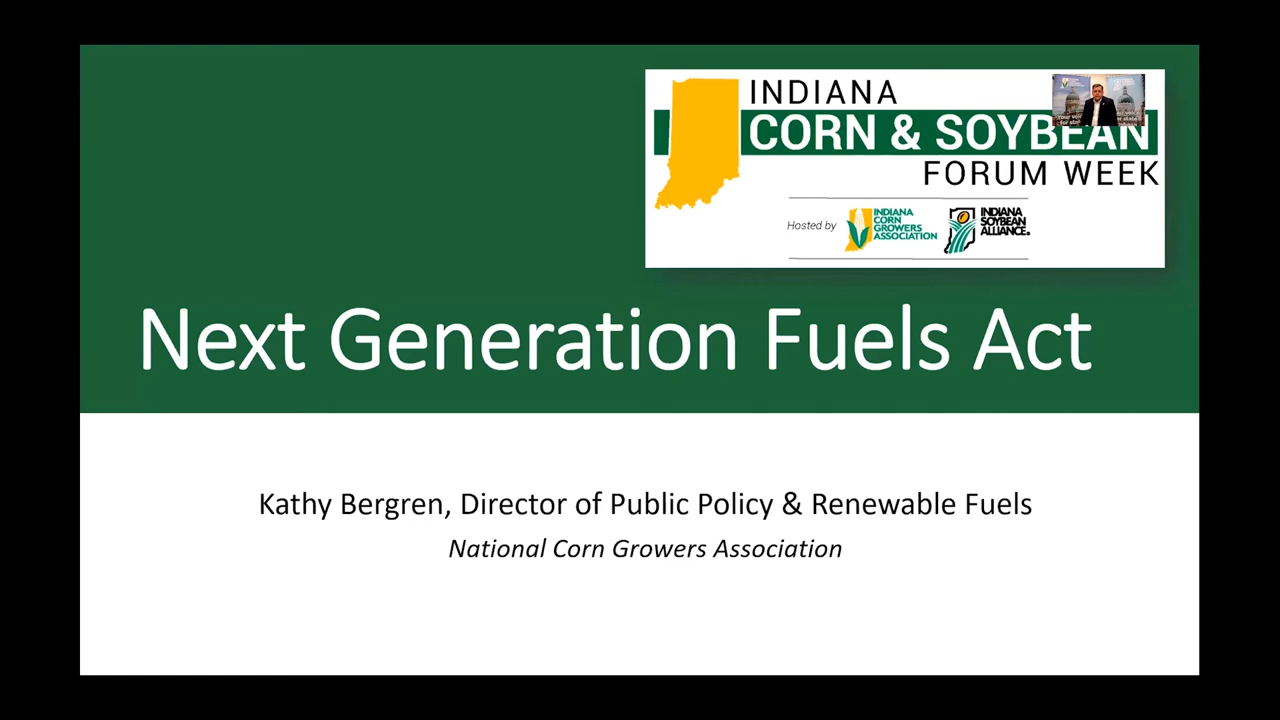 INDIANA
CORN & SOYBEAN
FORUM WEEK
Hosted by
INDIANA
CORN
GROWERS
ASSOCIATION
INDIANA
SOYBEAN
ALLIANCE®
Next Generation Fuels Act
Kathy Bergren, Director of Public Policy & Renewable Fuels
National Corn Growers Association